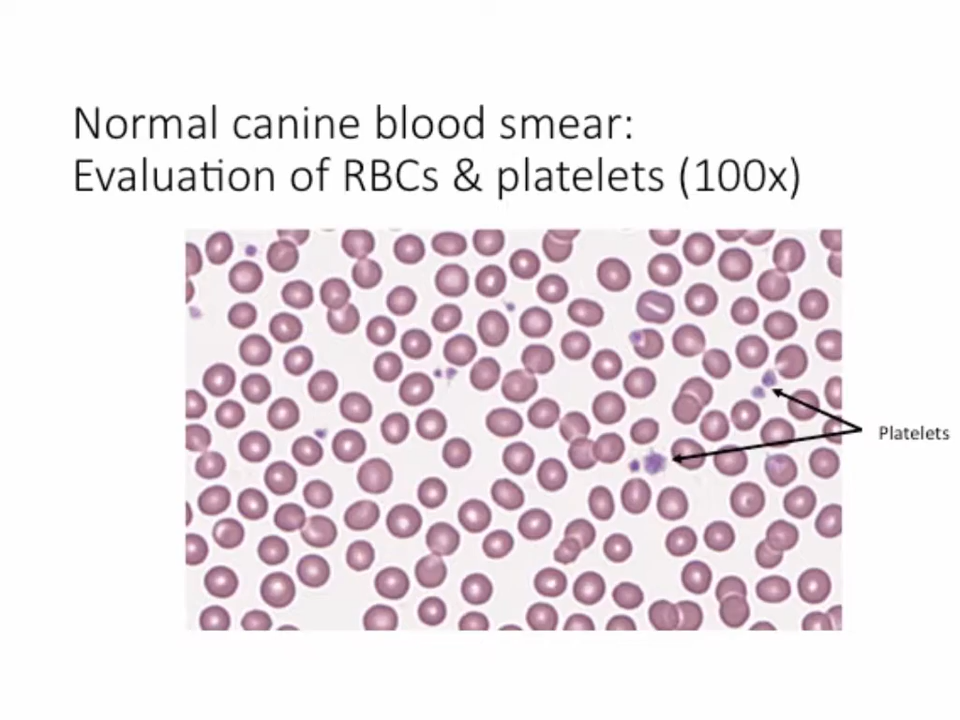 Normal canine blood smear:
Evaluation of RBCs & platelets (100x)
Platelets